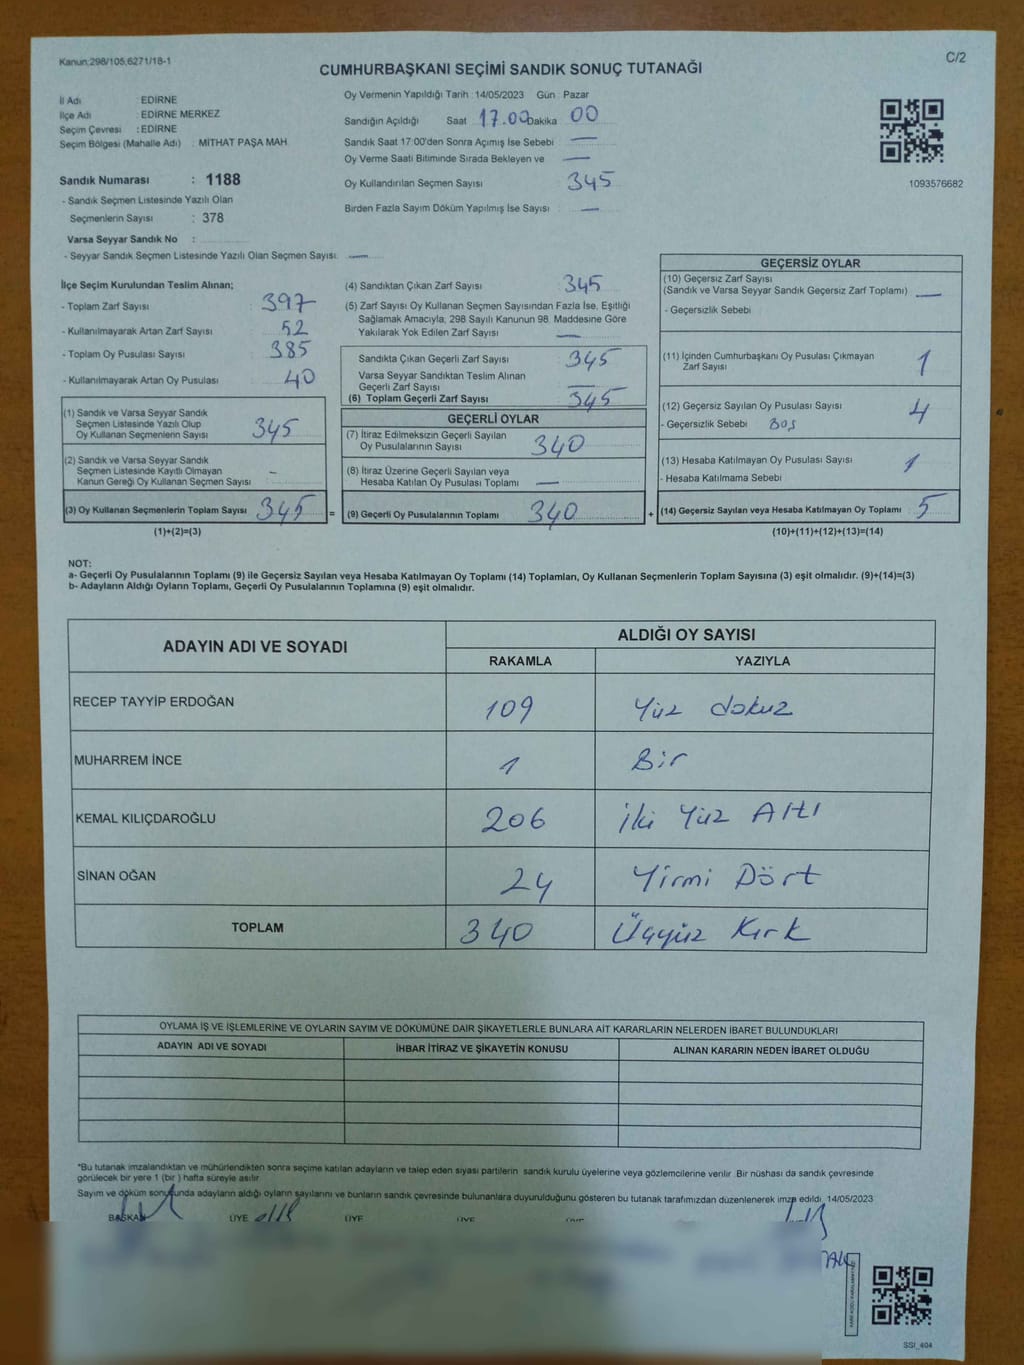 Kanun:298/105,6271/18-1
C/2
CUMHURBAŞKANI SEÇİMİ SANDIK SONUÇ TUTANAĞI
İl Adı EDİRNE
İlçe Adı : EDİRNE MERKEZ
Seçim Çevresi : EDİRNE
Seçim Bölgesi (Mahalle Adı) : MİTHAT PAŞA MAH.
Sandık Numarası : 1188
- Sandık Seçmen Listesinde Yazılı Olan
Seçmenlerin Sayısı : 378
Varsa Seyyar Sandık No :
- Seyyar Sandık Seçmen Listesinde Yazılı Olan Seçmen Sayısı: —
Oy Vermenin Yapıldığı Tarih : 14/05/2023 Gün : Pazar
Sandığın Açıldığı Saat 17.00 Dakika 00
Sandık Saat 17:00'den Sonra Açımış İse Sebebi —
Oy Verme Saati Bitiminde Sırada Bekleyen ve —
Oy Kullandırılan Seçmen Sayısı 345
Birden Fazla Sayım Döküm Yapılmış İse Sayısı : —
1093576682
İlçe Seçim Kurulundan Teslim Alınan;
- Toplam Zarf Sayısı 397
- Kullanılmayarak Artan Zarf Sayısı 52
- Toplam Oy Pusulası Sayısı 385
- Kullanılmayarak Artan Oy Pusulası 40
(1) Sandık ve Varsa Seyyar Sandık
Seçmen Listesinde Yazılı Olup
Oy Kullanan Seçmenlerin Sayısı 345
(2) Sandık ve Varsa Seyyar Sandık
Seçmen Listesinde Kayıtlı Olmayan
Kanun Gereği Oy Kullanan Seçmen Sayısı –
(3) Oy Kullanan Seçmenlerin Toplam Sayısı 345
(1)+(2)=(3)
(4) Sandıktan Çıkan Zarf Sayısı 345
(5) Zarf Sayısı Oy Kullanan Seçmen Sayısından Fazla İse, Eşitliği
Sağlamak Amacıyla, 298 Sayılı Kanunun 98. Maddesine Göre
Yakılarak Yok Edilen Zarf Sayısı —
Sandıkta Çıkan Geçerli Zarf Sayısı 345
Varsa Seyyar Sandıktan Teslim Alınan
Geçerli Zarf Sayısı —
(6) Toplam Geçerli Zarf Sayısı 345
GEÇERLİ OYLAR
(7) İtiraz Edilmeksizin Geçerli Sayılan
Oy Pusulalarının Sayısı 340
(8) İtiraz Üzerine Geçerli Sayılan veya
Hesaba Katılan Oy Pusulası Toplamı —
= (9) Geçerli Oy Pusulalarının Toplamı 340 +
GEÇERSİZ OYLAR
(10) Geçersiz Zarf Sayısı
(Sandık ve Varsa Seyyar Sandık Geçersiz Zarf Toplamı) —
- Geçersizlik Sebebi
(11) İçinden Cumhurbaşkanı Oy Pusulası Çıkmayan
Zarf Sayısı 1
(12) Geçersiz Sayılan Oy Pusulası Sayısı 4
- Geçersizlik Sebebi Boş
(13) Hesaba Katılmayan Oy Pusulası Sayısı 1
- Hesaba Katılmama Sebebi
(14) Geçersiz Sayılan veya Hesaba Katılmayan Oy Toplamı 5
(10)+(11)+(12)+(13)=(14)
NOT:
a- Geçerli Oy Pusulalarının Toplamı (9) ile Geçersiz Sayılan veya Hesaba Katılmayan Oy Toplamı (14) Toplamları, Oy Kullanan Seçmenlerin Toplam Sayısına (3) eşit olmalıdır. (9)+(14)=(3)
b- Adayların Aldığı Oyların Toplamı, Geçerli Oy Pusulalarının Toplamına (9) eşit olmalıdır.
ADAYIN ADI VE SOYADI
ALDIĞI OY SAYISI
RAKAMLA YAZIYLA
RECEP TAYYİP ERDOĞAN 109 Yüz dokuz
MUHARREM İNCE 1 Bir
KEMAL KILIÇDAROĞLU 206 İki Yüz Altı
SİNAN OĞAN 24 Yirmi Dört
TOPLAM 340 Üçyüz Kırk
OYLAMA İŞ VE İŞLEMLERİNE VE OYLARIN SAYIM VE DÖKÜMÜNE DAİR ŞİKAYETLERLE BUNLARA AİT KARARLARIN NELERDEN İBARET BULUNDUKLARI
ADAYIN ADI VE SOYADI İHBAR İTİRAZ VE ŞİKAYETİN KONUSU ALINAN KARARIN NEDEN İBARET OLDUĞU
*Bu tutanak imzalandıktan ve mühürlendikten sonra seçime katılan adayların ve talep eden siyasi partilerin sandık kurulu üyelerine veya gözlemcilerine verilir. Bir nüshası da sandık çevresinde
görülecek bir yere 1 (bir ) hafta süreyle asılır.
Sayım ve döküm sonucunda adayların aldığı oyların sayılarını ve bunların sandık çevresinde bulunanlara duyurulduğunu gösteren bu tutanak tarafımızdan düzenlenerek imza edildi. 14/05/2023
BAŞKAN ÜYE ÜYE ÜYE
SSI_404